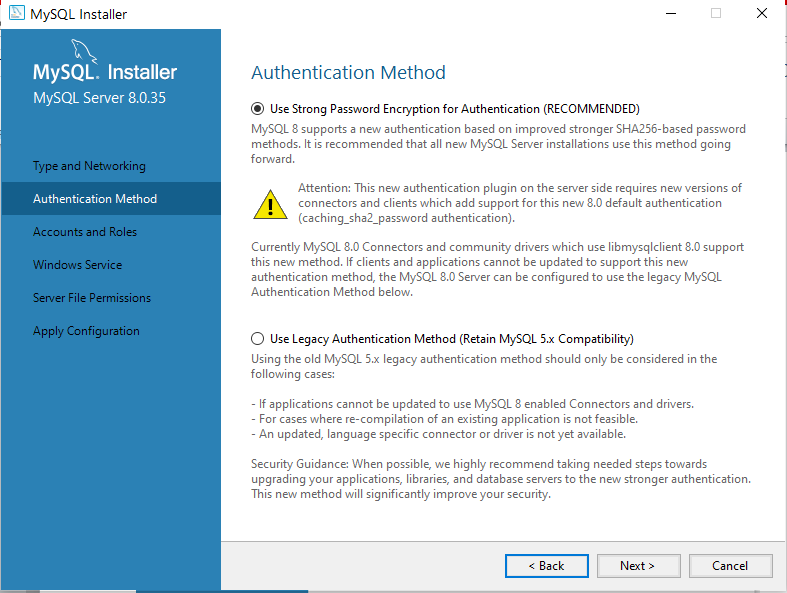 MySQL Installer
MySQL. Installer
MySQL Server 8.0.35
Type and Networking
Authentication Method
Accounts and Roles
Windows Service
Server File Permissions
Apply Configuration
Authentication Method
Use Strong Password Encryption for Authentication (RECOMMENDED)
MySQL 8 supports a new authentication based on improved stronger SHA256-based password
methods. It is recommended that all new MySQL Server installations use this method going
forward.
Attention: This new authentication plugin on the server side requires new versions of
connectors and clients which add support for this new 8.0 default authentication
(caching_sha2_password authentication).
Currently MySQL 8.0 Connectors and community drivers which use libmysqlclient 8.0 support
this new method. If clients and applications cannot be updated to support this new
authentication method, the MySQL 8.0 Server can be configured to use the legacy MySQL
Authentication Method below.
Use Legacy Authentication Method (Retain MySQL 5.x Compatibility)
Using the old MySQL 5.x legacy authentication method should only be considered in the
following cases:
- If applications cannot be updated to use MySQL 8 enabled Connectors and drivers.
- For cases where re-compilation of an existing application is not feasible.
- An updated, language specific connector or driver is not yet available.
Security Guidance: When possible, we highly recommend taking needed steps towards
upgrading your applications, libraries, and database servers to the new stronger authentication.
This new method will significantly improve your security.
< Back
Next >
Cancel